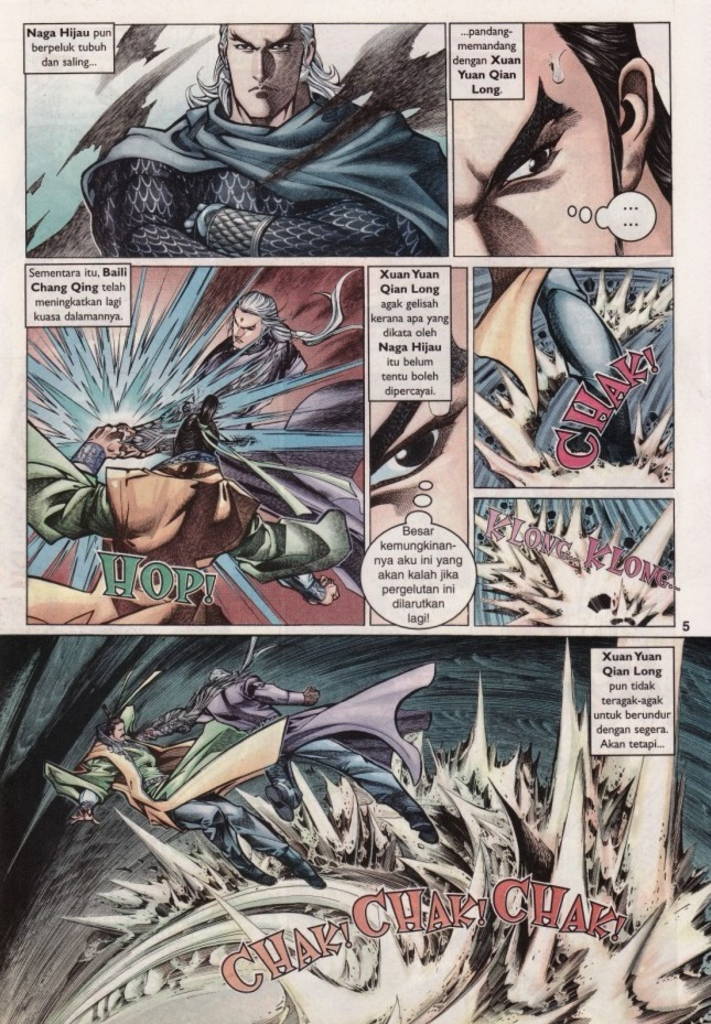 Naga Hijau pun
berpeluk tubuh
dan saling...
...pandang-
memandang
dengan Xuan
Yuan Qian
Long.
...
...
Sementara itu, Baili
Chang Qing telah
meningkatkan lagi
kuasa dalamannya.
HOP!
Xuan Yuan
Qian Long
agak gelisah
kerana apa yang
dikata oleh
Naga Hijau
itu belum
tentu boleh
dipercayai.
Besar
kemungkinan-
nya aku ini yang
akan kalah jika
pergelutan ini
dilarutkan
lagi!
CHAK!
KLONG... KLONG...
5
Xuan Yuan
Qian Long
pun tidak
teragak-agak
untuk berundur
dengan segera.
Akan tetapi...
CHAK! CHAK! CHAK!